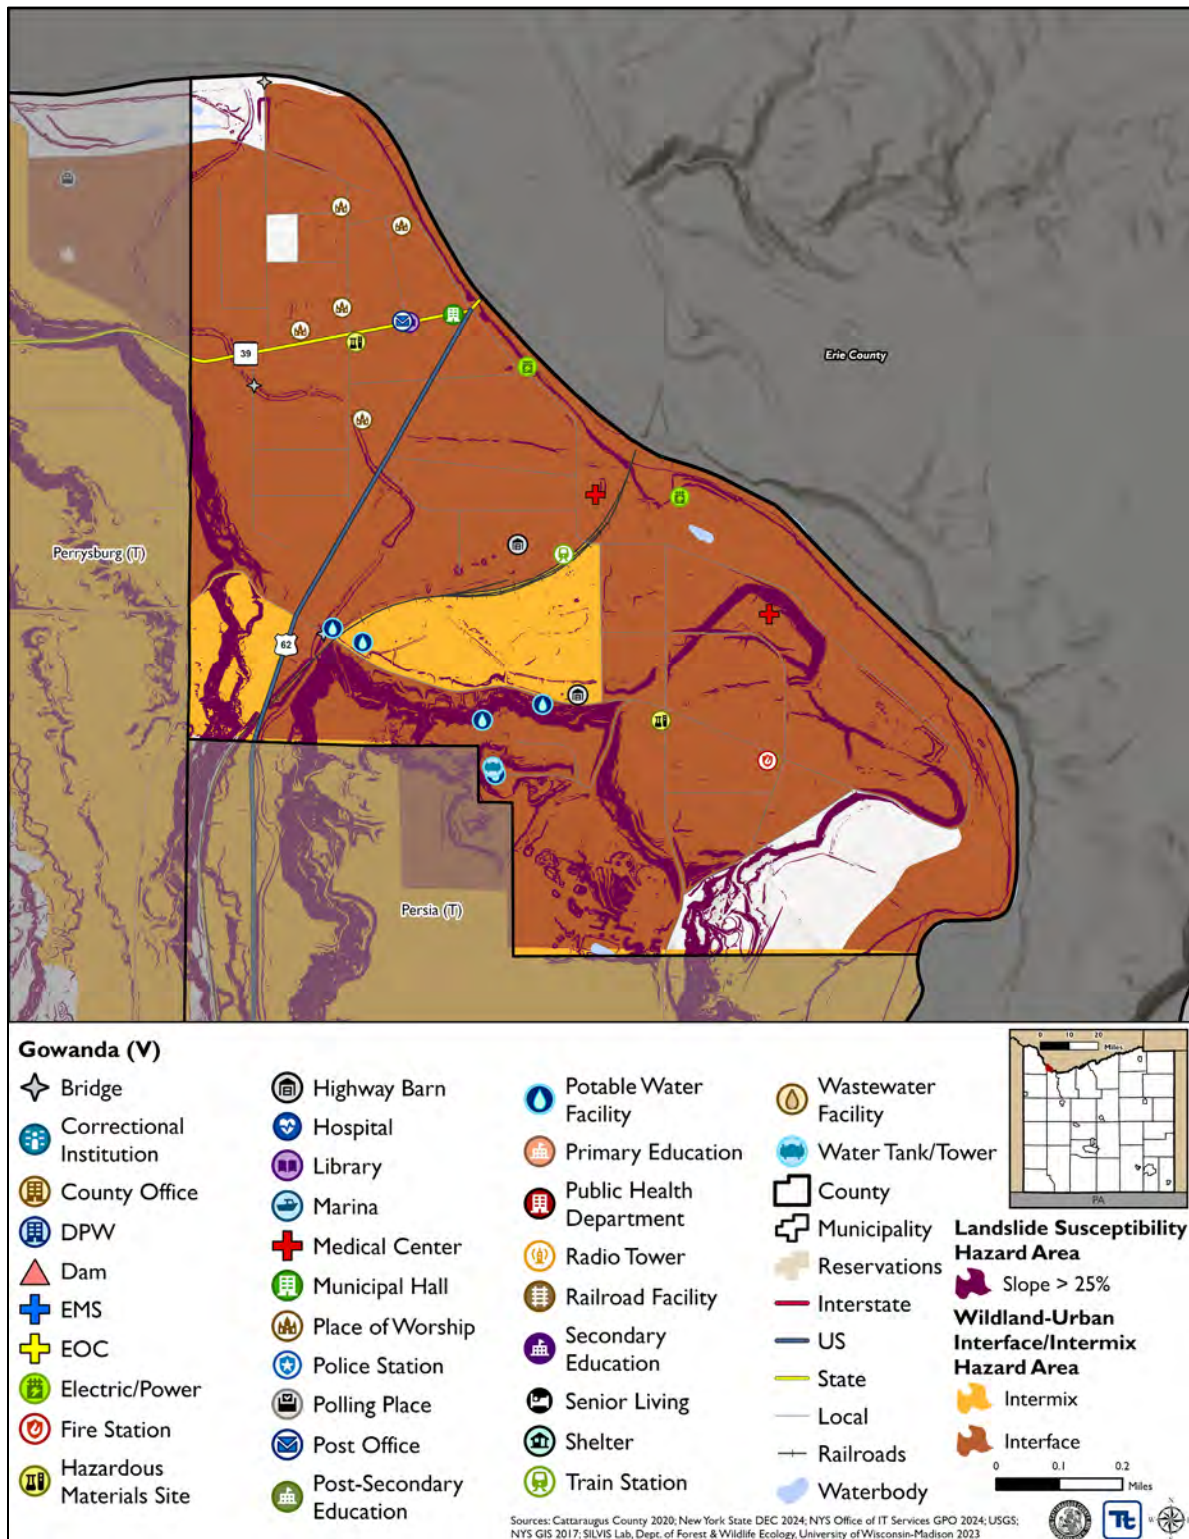 Erie County
39
Perrysburg (T)
62
Persia (T)
Gowanda (V)
Bridge
Correctional
Institution
County Office
DPW
Dam
EMS
EOC
Electric/Power
Fire Station
Hazardous
Materials Site
Highway Barn
Hospital
Library
Marina
Medical Center
Municipal Hall
Place of Worship
Police Station
Polling Place
Post Office
Post-Secondary
Education
Potable Water
Facility
Primary Education
Public Health
Department
Radio Tower
Railroad Facility
Secondary
Education
Senior Living
Shelter
Train Station
Wastewater
Facility
Water Tank/Tower
County
Municipality
Reservations
Interstate
US
State
Local
Railroads
Waterbody
0 10 20
Miles
PA
Landslide Susceptibility
Hazard Area
Slope > 25%
Wildland-Urban
Interface/Intermix
Hazard Area
Intermix
Interface
0 0.1 0.2
Miles
Tt
N
W
Sources: Cattaraugus County 2020; New York State DEC 2024; NYS Office of IT Services GPO 2024; USGS;
NYS GIS 2017; SILVIS Lab, Dept. of Forest & Wildlife Ecology, University of Wisconsin-Madison 2023